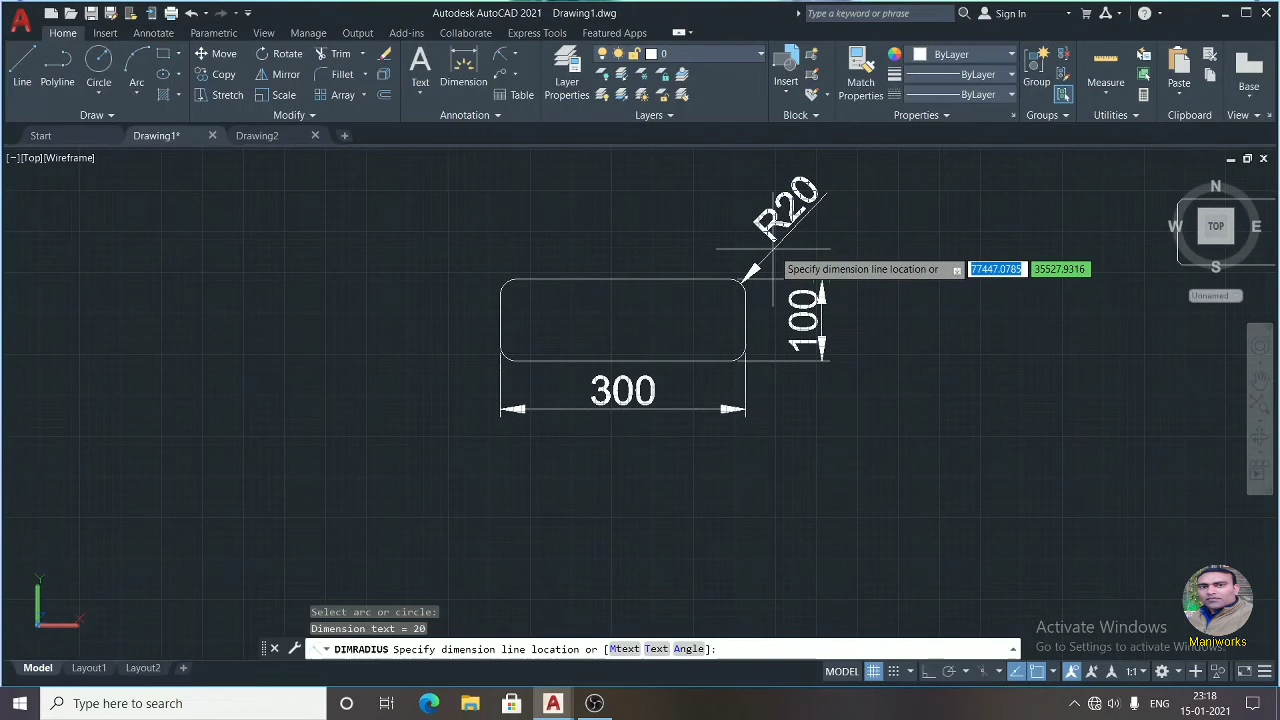 Autodesk AutoCAD 2021 Drawing1.dwg
Type a keyword or phrase
Sign In
Home Insert Annotate Parametric View Manage Output Add-ins Collaborate Express Tools Featured Apps
Line
Polyline
Circle
Arc
Move
Rotate
Trim
Copy
Mirror
Fillet
Stretch
Scale
Array
Text
Dimension
Table
Layer
Properties
0
Insert
Match
Properties
ByLayer
ByLayer
ByLayer
Group
Measure
Paste
Base
Draw
Modify
Annotation
Layers
Block
Properties
Groups
Utilities
Clipboard
View
Start
Drawing1*
Drawing2
[−][Top][Wireframe]
N
W
TOP
E
S
Unnamed
R20
Specify dimension line location or
77447.0785
35527.9316
100
300
Y
X
Select arc or circle:
Dimension text = 20
DIMRADIUS Specify dimension line location or [Mtext Text Angle]:
Activate Windows
Go to Settings to activate Windows.
Maniworks
Model
Layout1
Layout2
MODEL
1:1
Type here to search
ENG
23:18
15-01-2021